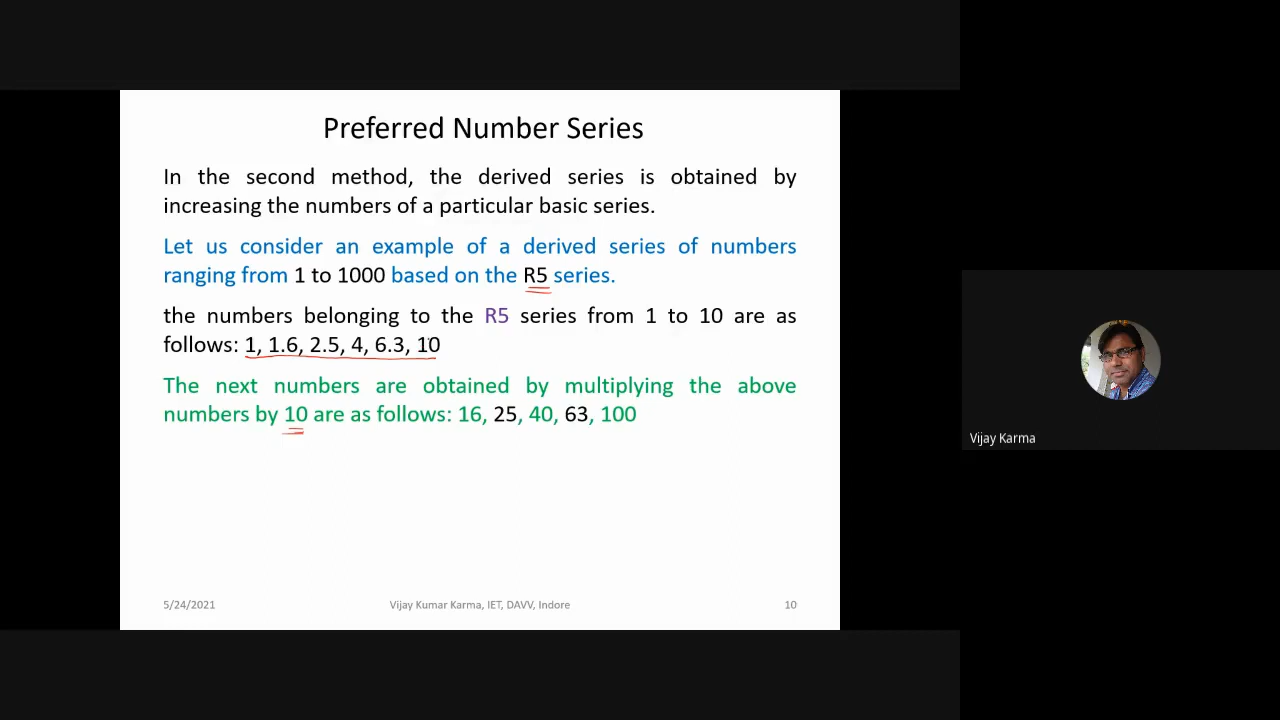 Preferred Number Series
In the second method, the derived series is obtained by
increasing the numbers of a particular basic series.
Let us consider an example of a derived series of numbers
ranging from 1 to 1000 based on the R5 series.
the numbers belonging to the R5 series from 1 to 10 are as
follows: 1, 1.6, 2.5, 4, 6.3, 10
The next numbers are obtained by multiplying the above
numbers by 10 are as follows: 16, 25, 40, 63, 100
5/24/2021
Vijay Kumar Karma, IET, DAVV, Indore
10
Vijay Karma